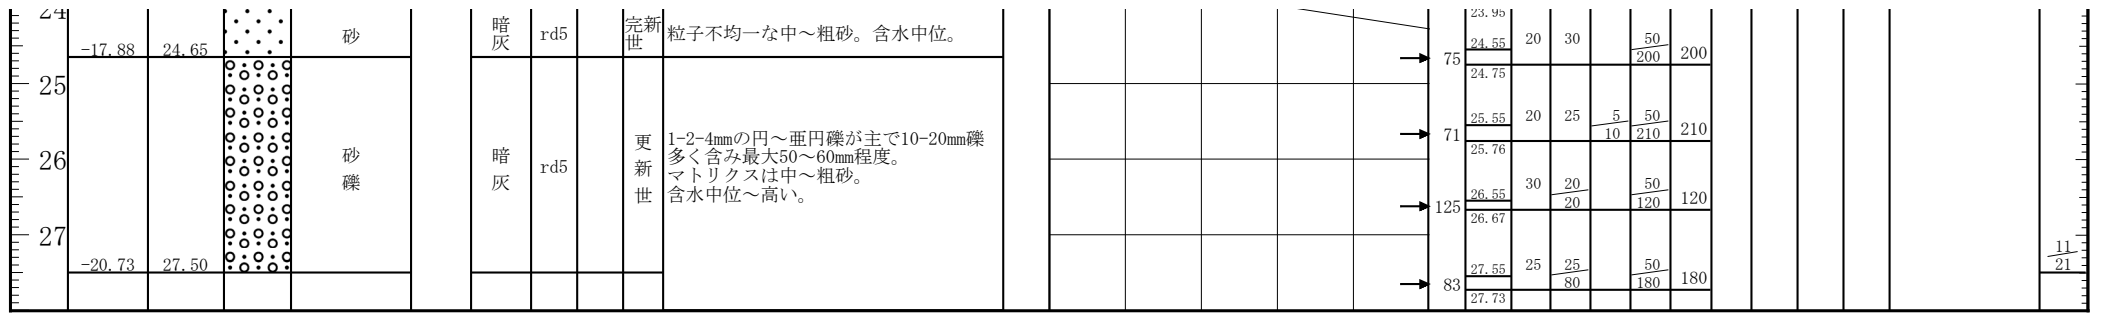 24
-17.88 24.65 砂 暗灰 rd5 完新世 粒子不均一な中～粗砂。含水中位。
23.95
24.55 20 30 50/200 200
75
24.75
25
25.55 20 25 5/10 50/210 210
71
25.76
26
砂礫 暗灰 rd5 更新世
1-2-4mmの円～亜円礫が主で10-20mm礫
多く含み最大50～60mm程度。
マトリクスは中～粗砂。
含水中位～高い。
26.55 30 20/20 50/120 120
125
26.67
27
-20.73 27.50
27.55 25 25/80 50/180 180
83
27.73
11/21